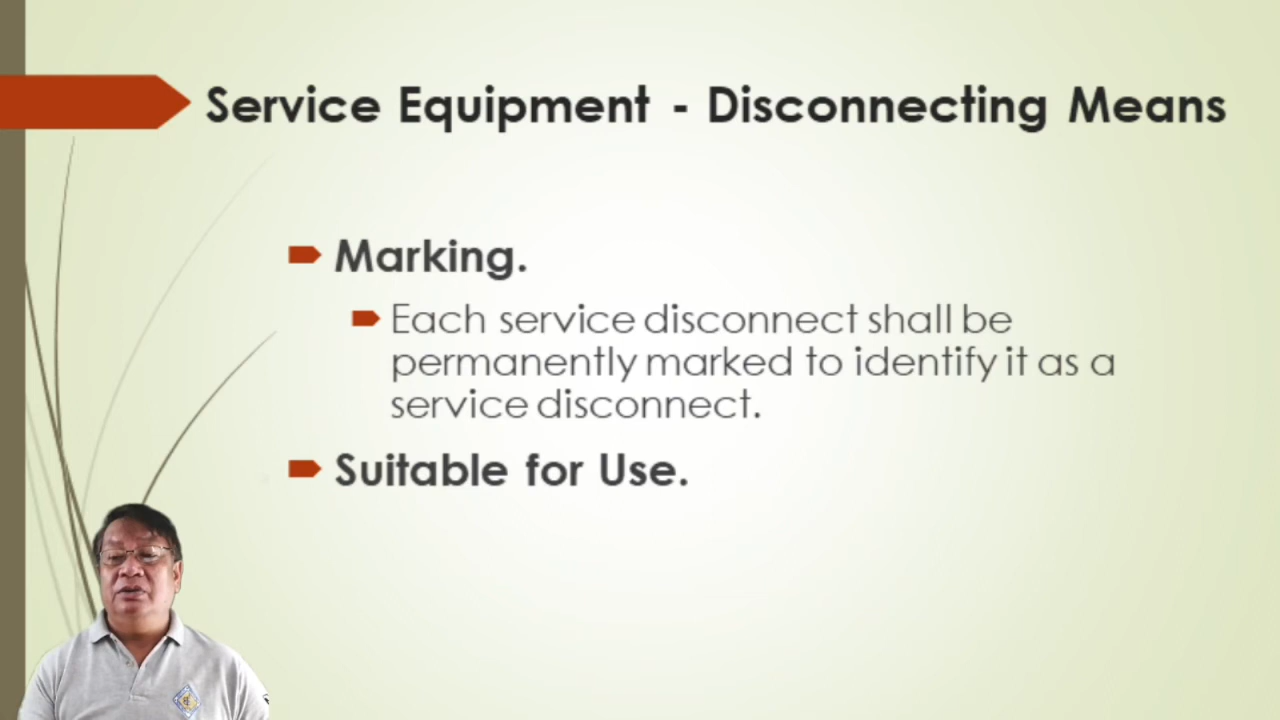 Service Equipment - Disconnecting Means
Marking.
Each service disconnect shall be
permanently marked to identify it as a
service disconnect.
Suitable for Use.